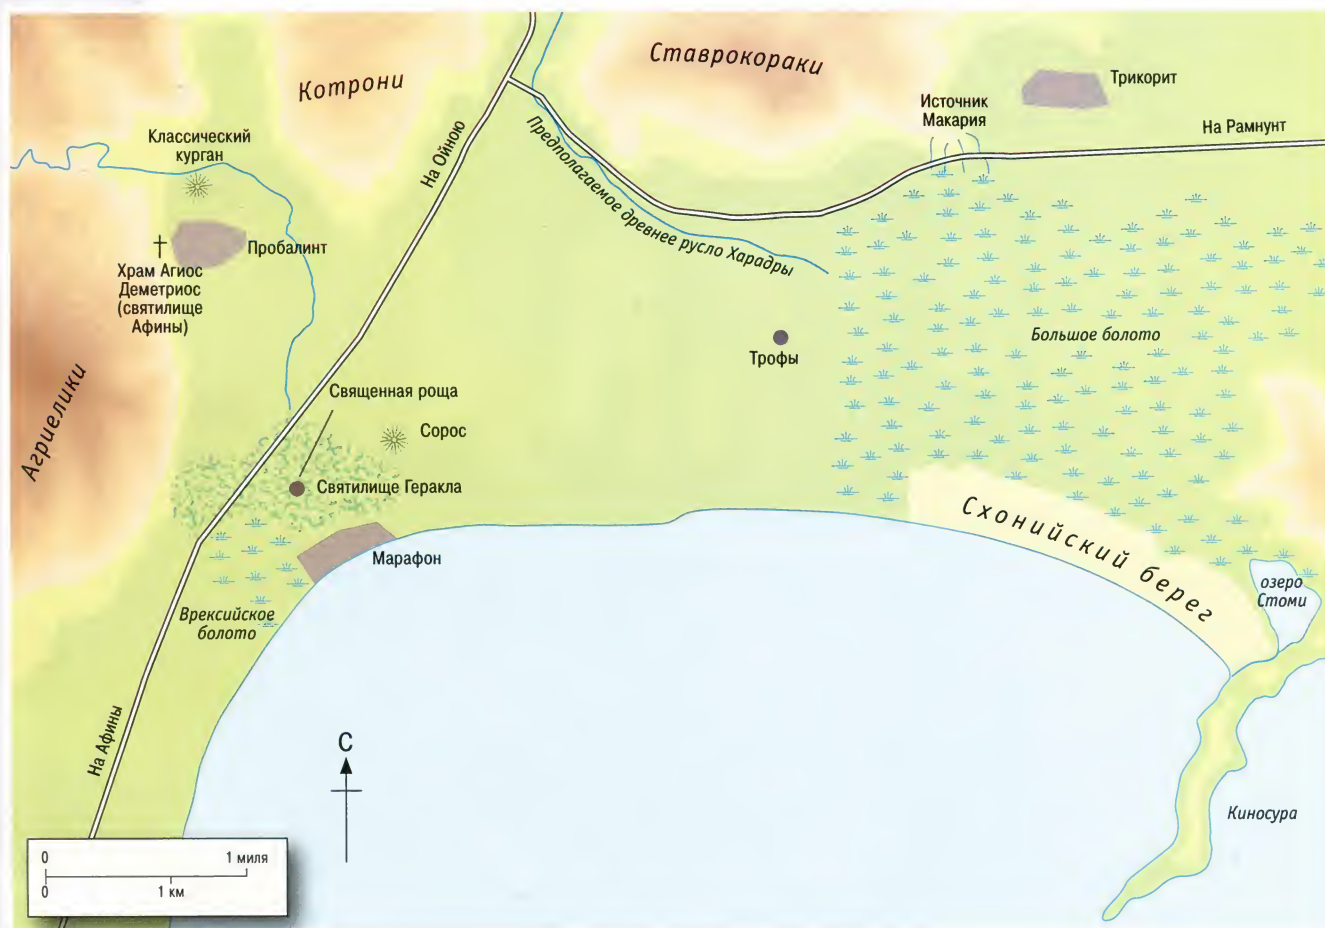 Ставрокораки
Котрони
Трикорит
Источник
Макария
На Рамнунт
Классический
курган
На Ойною
Предполагаемое древнее русло Харадры
Пробалинт
Храм Агиос
Деметриос
(святилище
Афины)
Большое болото
Трофы
Агриелики
Священная роща
Сорос
Святилище Геракла
Схонийский берег
Марафон
озеро
Стоми
Врексийское
болото
На Афины
С
Киносура
0 1 миля
0 1 км